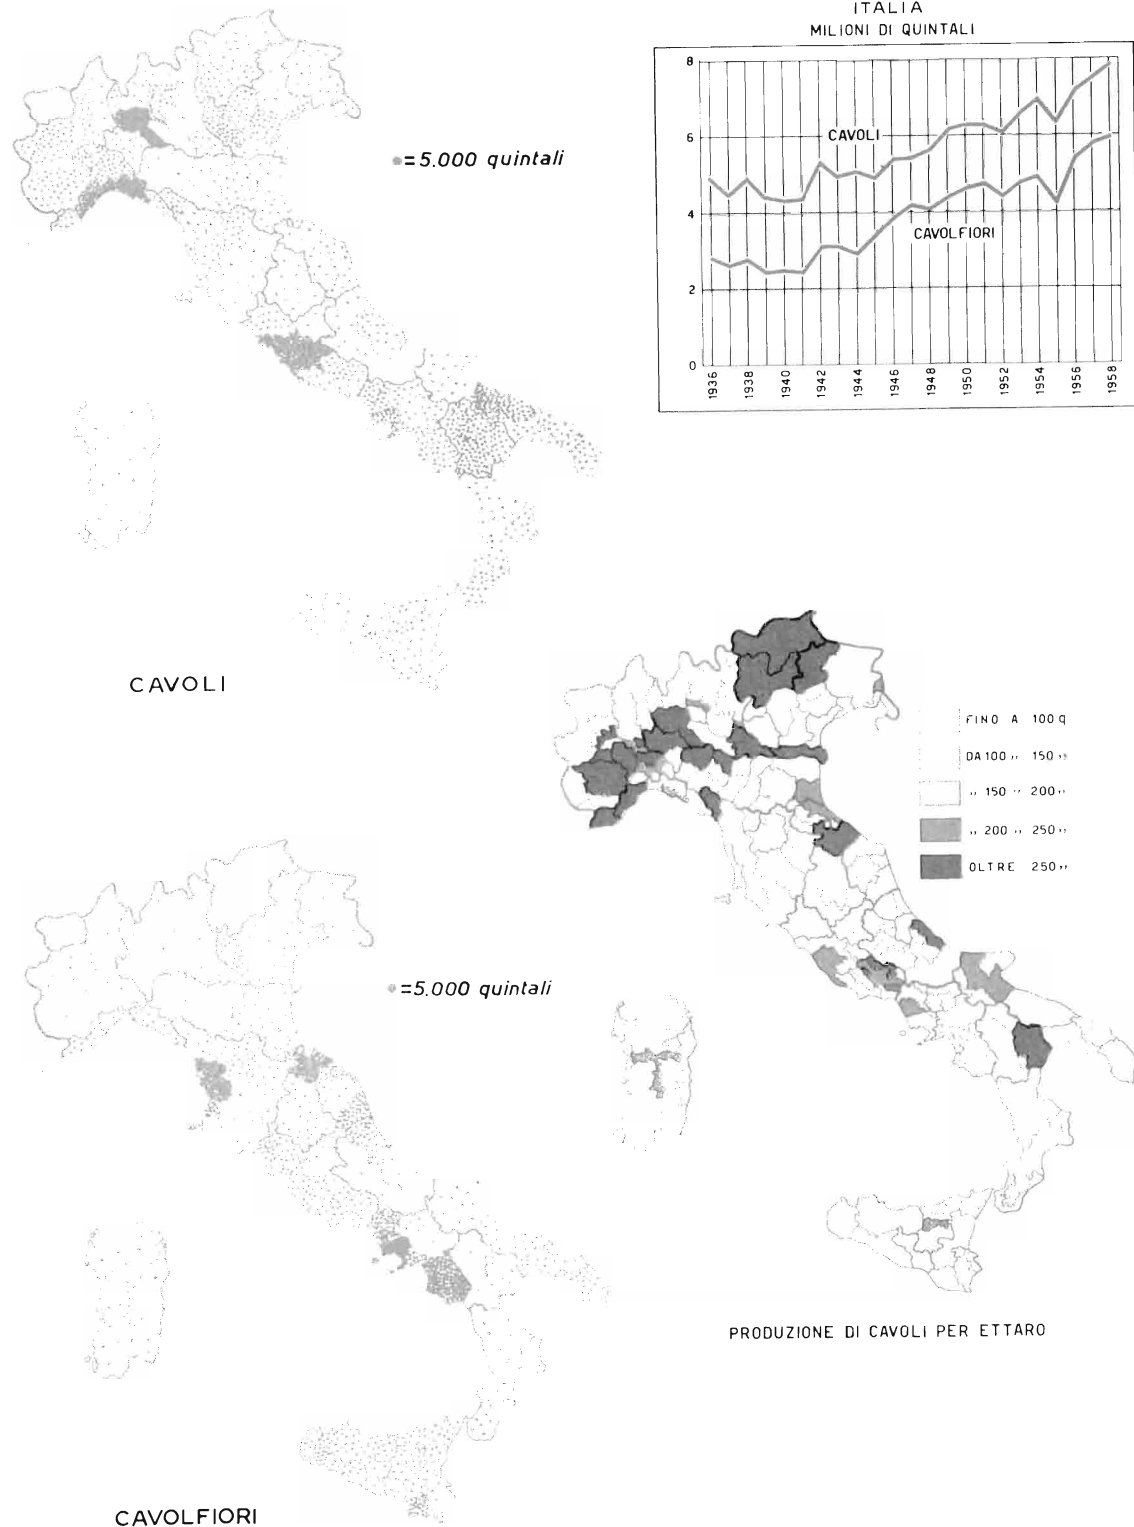 ITALIA
MILIONI DI QUINTALI
8
6
4
2
0
CAVOLI
CAVOLFIORI
1936
1938
1940
1942
1944
1946
1948
1950
1952
1954
1956
1958
= 5.000 quintali
CAVOLI
FINO A 100 q
DA 100 ,, 150 ,,
,, 150 ,, 200 ,,
,, 200 ,, 250 ,,
OLTRE 250 ,,
PRODUZIONE DI CAVOLI PER ETTARO
=5.000 quintali
CAVOLFIORI